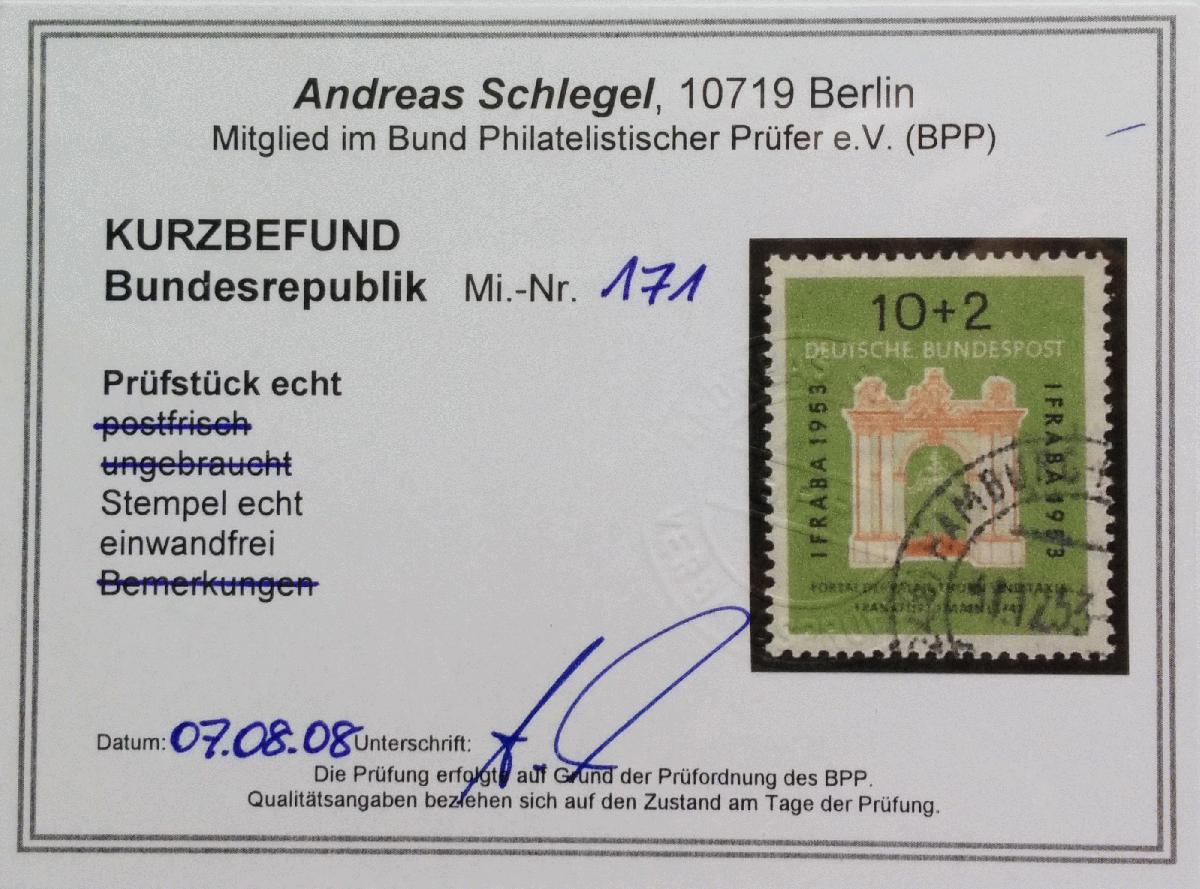 Andreas Schlegel, 10719 Berlin
Mitglied im Bund Philatelistischer Prüfer e.V. (BPP)
KURZBEFUND
Bundesrepublik Mi.-Nr. 171
Prüfstück echt
postfrisch
ungebraucht
Stempel echt
einwandfrei
Bemerkungen
10+2
DEUTSCHE BUNDESPOST
IFRABA 1953
IFRABA 1953
HAMBURG
53
Datum: 07.08.08 Unterschrift:
Die Prüfung erfolgte auf Grund der Prüfordnung des BPP.
Qualitätsangaben beziehen sich auf den Zustand am Tage der Prüfung.